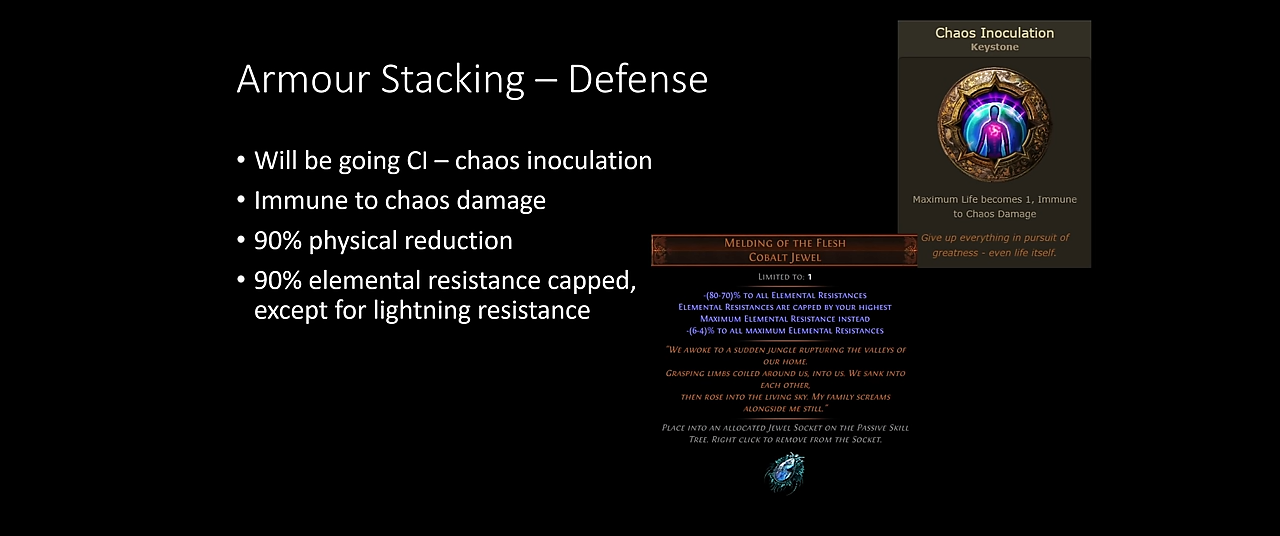 Armour Stacking – Defense
• Will be going CI – chaos inoculation
• Immune to chaos damage
• 90% physical reduction
• 90% elemental resistance capped,
except for lightning resistance
Chaos Inoculation
Keystone
Maximum Life becomes 1, Immune
to Chaos Damage
Give up everything in pursuit of
greatness - even life itself.
Melding of the Flesh
Cobalt Jewel
Limited to: 1
-(80-70)% to all Elemental Resistances
Elemental Resistances are capped by your highest
Maximum Elemental Resistance instead
-(6-4)% to all maximum Elemental Resistances
"We awoke to a sudden jungle rupturing the valleys of
our home.
Grasping limbs coiled around us, into us. We sank into
each other,
then rose into the living sky. My family screams
alongside me still."
Place into an allocated Jewel Socket on the Passive Skill
Tree. Right click to remove from the Socket.